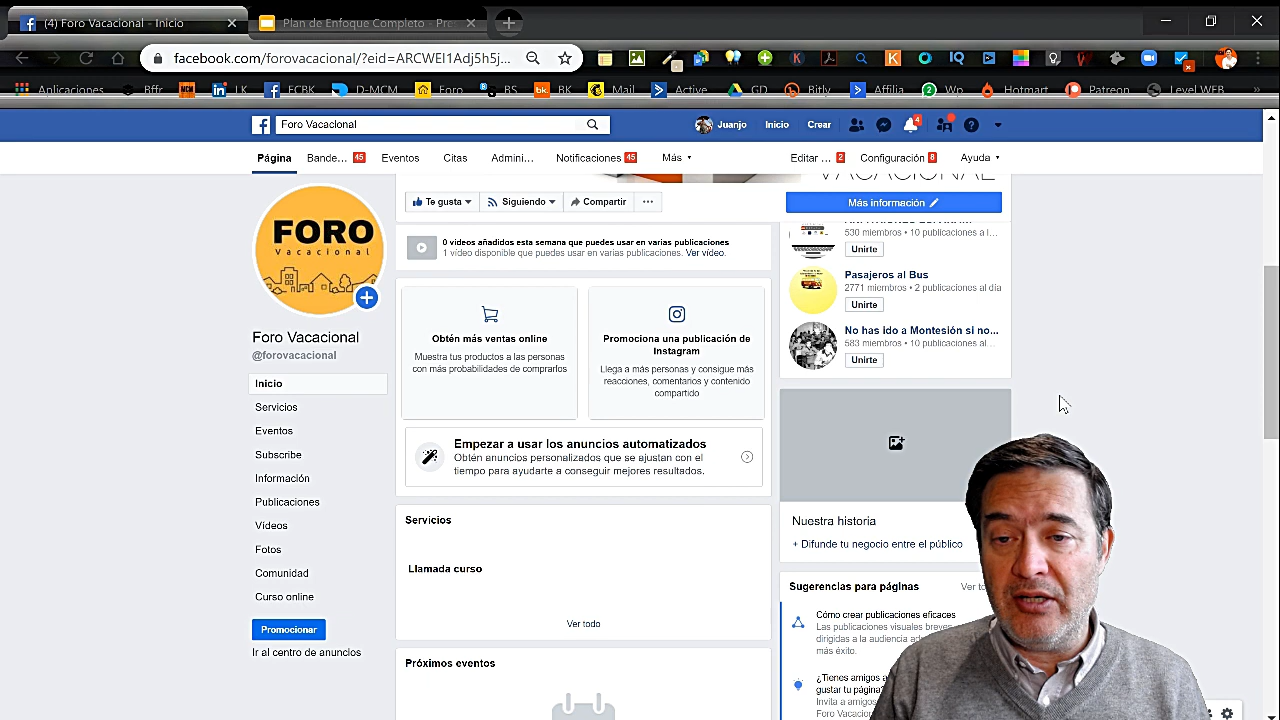 (4) Foro Vacacional - Inicio
Plan de Enfoque Completo - Pres
facebook.com/forovacacional/?eid=ARCWEI1Adj5h5j...
Aplicaciones Bffr LK FCBK D-MCM Foro BS BK Mail Active GD Bitly Affilia Wp Hotmart Patreon Level WEB
Foro Vacacional
Juanjo Inicio Crear 4
Página Bande... 45 Eventos Citas Admini... Notificaciones 45 Más Editar ... 2 Configuración 8 Ayuda
VACACIONAL
Te gusta Siguiendo Compartir ...
Más información
FORO
Vacacional
Foro Vacacional
@forovacacional
Inicio
Servicios
Eventos
Subscribe
Información
Publicaciones
Vídeos
Fotos
Comunidad
Curso online
Promocionar
Ir al centro de anuncios
0 vídeos añadidos esta semana que puedes usar en varias publicaciones
1 vídeo disponible que puedes usar en varias publicaciones. Ver vídeo.
Obtén más ventas online
Muestra tus productos a las personas
con más probabilidades de comprarlos
Promociona una publicación de
Instagram
Llega a más personas y consigue más
reacciones, comentarios y contenido
compartido
Empezar a usar los anuncios automatizados
Obtén anuncios personalizados que se ajustan con el
tiempo para ayudarte a conseguir mejores resultados.
Servicios
Llamada curso
Ver todo
Próximos eventos
530 miembros • 10 publicaciones a l...
Unirte
Pasajeros al Bus
2771 miembros • 2 publicaciones al día
Unirte
No has ido a Montesión si no...
583 miembros • 10 publicaciones al...
Unirte
Nuestra historia
+ Difunde tu negocio entre el público
Sugerencias para páginas Ver to
Cómo crear publicaciones eficaces
Las publicaciones visuales breves
dirigidas a la audiencia ade
más éxito.
¿Tienes amigos a
gustar tu página?
Invita a amigos
Foro Vacacion